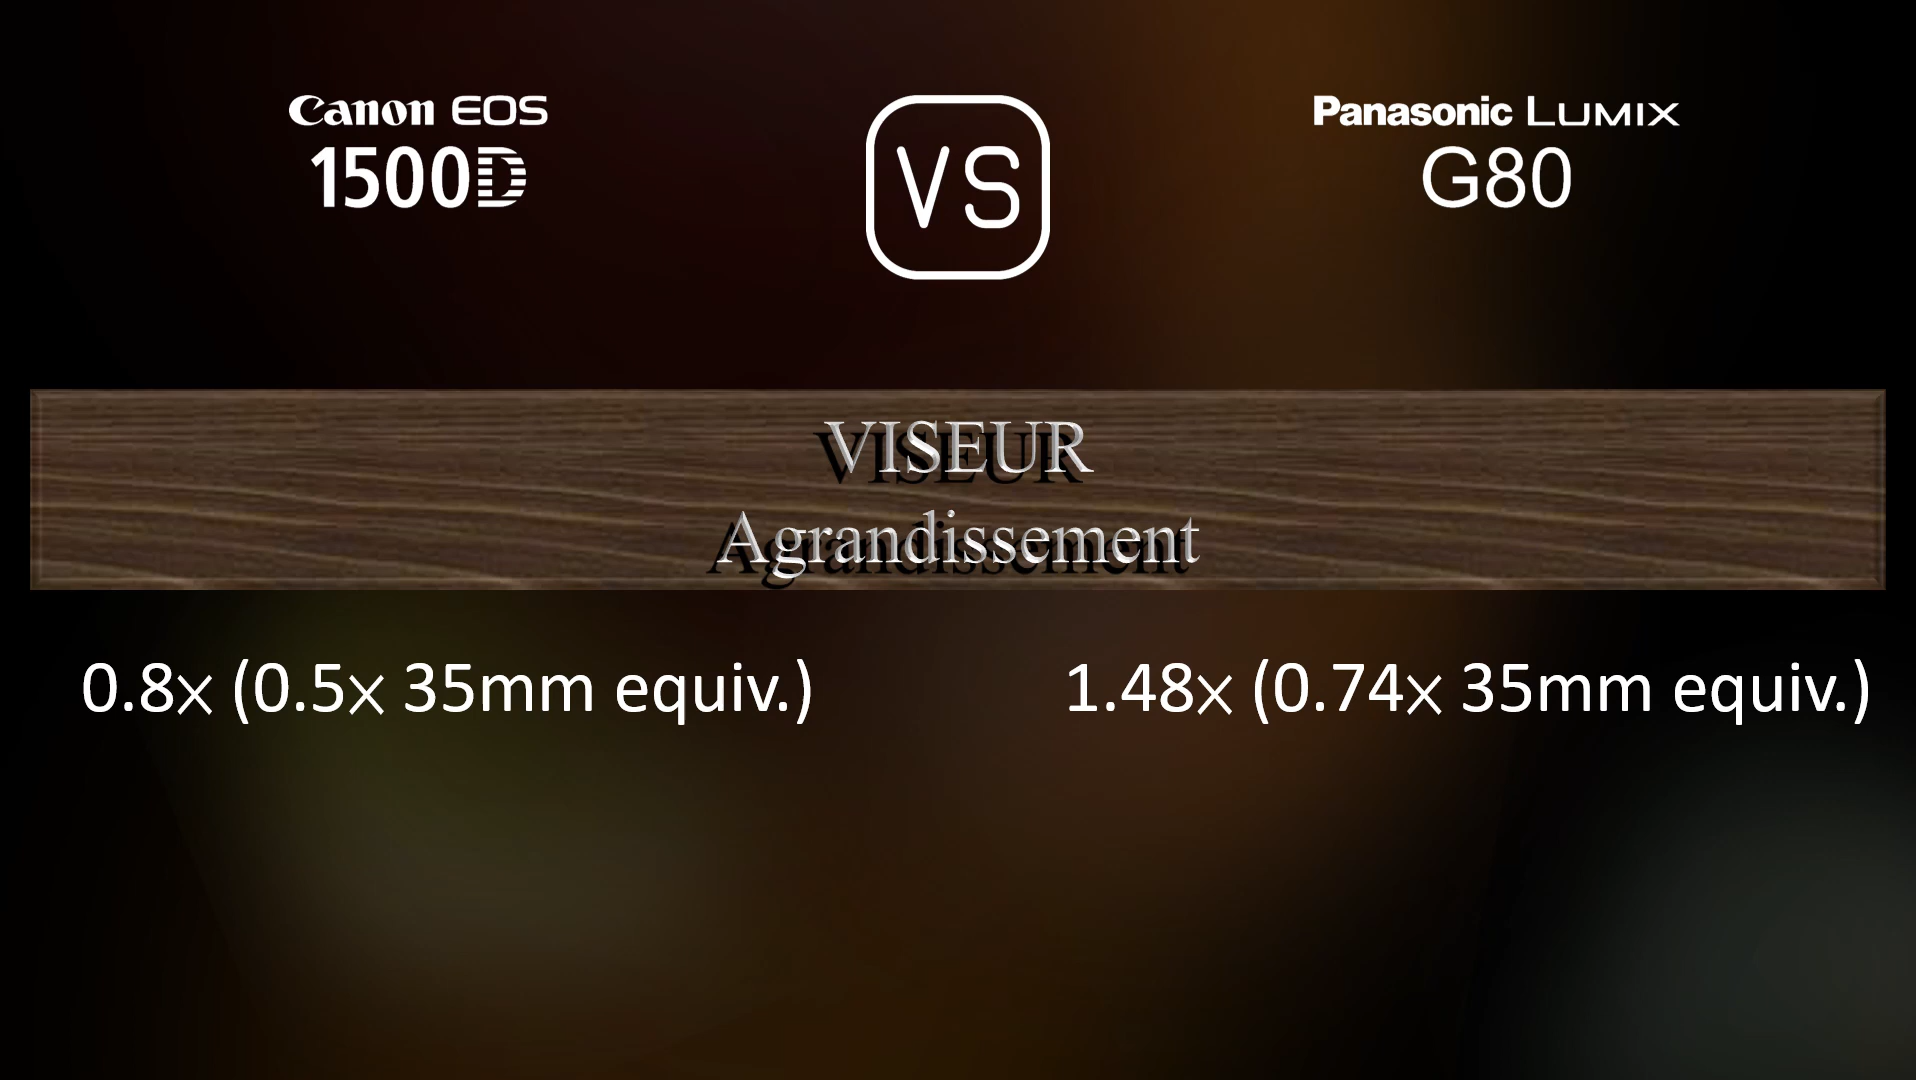 Canon EOS
1500D
VS
Panasonic LUMIX
G80
VISEUR
Agrandissement
0.8x (0.5x 35mm equiv.)
1.48x (0.74x 35mm equiv.)